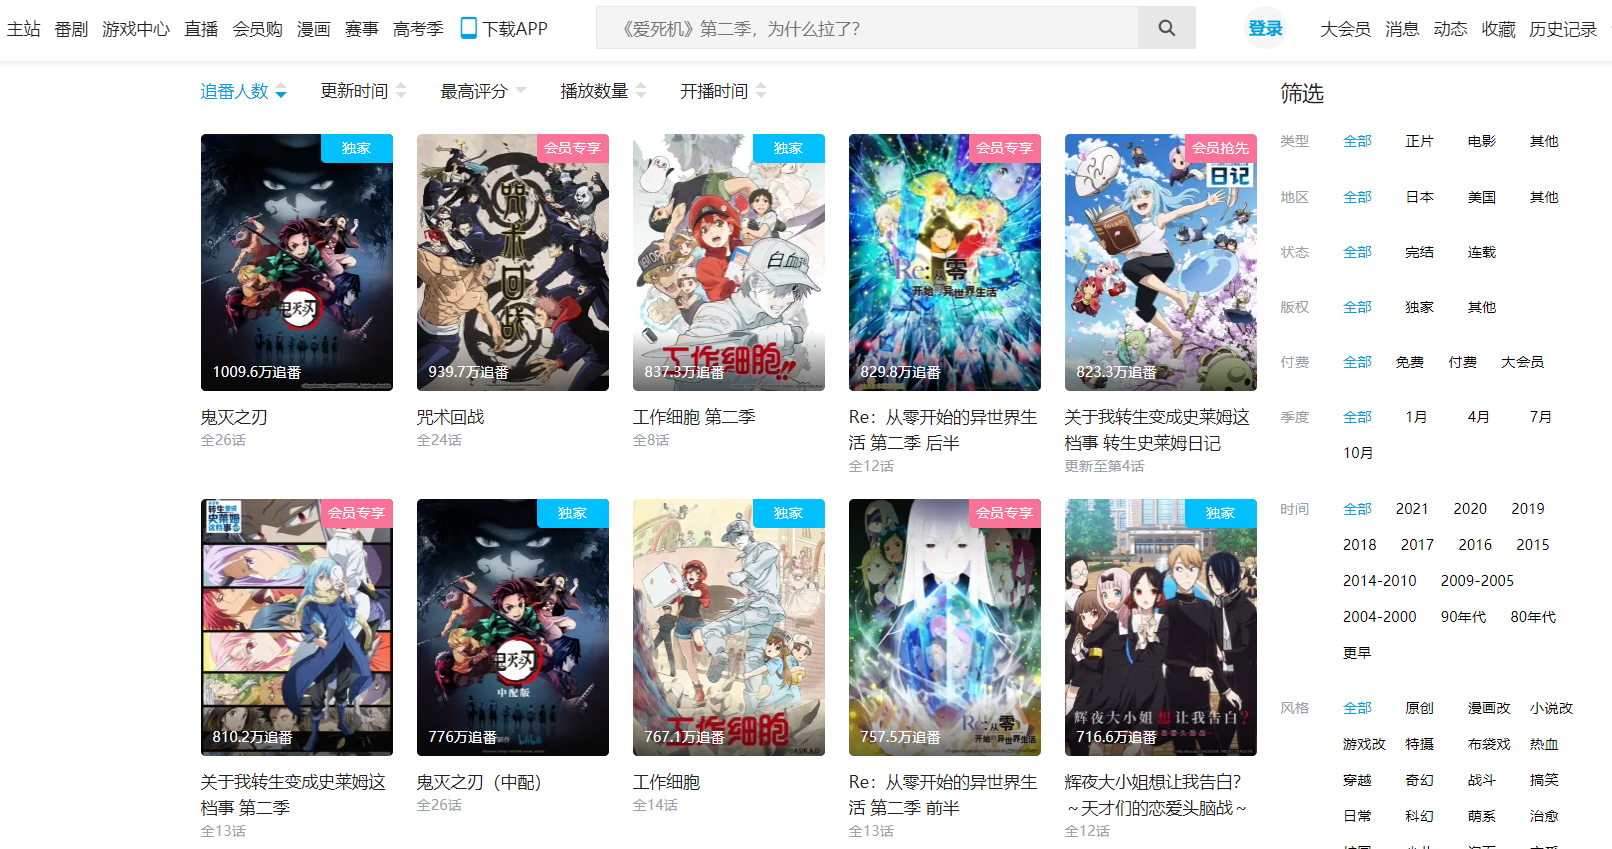 主站 番剧 游戏中心 直播 会员购 漫画 赛事 高考季 下载APP
《爱死机》第二季，为什么拉了？
登录
大会员 消息 动态 收藏 历史记录
追番人数 更新时间 最高评分 播放数量 开播时间
独家
鬼灭之刃
1009.6万追番
鬼灭之刃
全26话
会员专享
咒术回战
939.7万追番
咒术回战
全24话
独家
白血球
工作细胞!!
837.3万追番
工作细胞 第二季
全8话
会员专享
Re:从零
开始的异世界生活
829.8万追番
Re：从零开始的异世界生
活 第二季 后半
全12话
会员抢先
日记
823.3万追番
关于我转生变成史莱姆这
档事 转生史莱姆日记
更新至第4话
会员专享
转生变成
史莱姆
这档事
810.2万追番
关于我转生变成史莱姆这
档事 第二季
全13话
独家
鬼灭之刃
中配版
776万追番
鬼灭之刃（中配）
全26话
独家
工作细胞
767.1万追番
工作细胞
全14话
会员专享
Re:从零
开始的异世界生活
757.5万追番
Re：从零开始的异世界生
活 第二季 前半
全13话
独家
辉夜大小姐想让我告白?
716.6万追番
辉夜大小姐想让我告白？
～天才们的恋爱头脑战～
全12话
筛选
类型 全部 正片 电影 其他
地区 全部 日本 美国 其他
状态 全部 完结 连载
版权 全部 独家 其他
付费 全部 免费 付费 大会员
季度 全部 1月 4月 7月
10月
时间 全部 2021 2020 2019
2018 2017 2016 2015
2014-2010 2009-2005
2004-2000 90年代 80年代
更早
风格 全部 原创 漫画改 小说改
游戏改 特摄 布袋戏 热血
穿越 奇幻 战斗 搞笑
日常 科幻 萌系 治愈